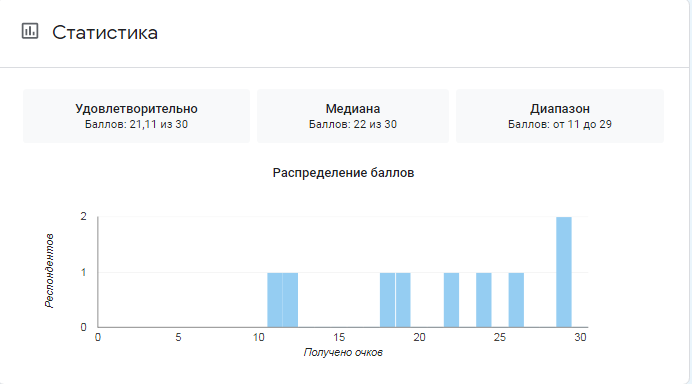 Статистика
Удовлетворительно
Баллов: 21,11 из 30
Медиана
Баллов: 22 из 30
Диапазон
Баллов: от 11 до 29
Распределение баллов
Респондентов
2
1
0
0 5 10 15 20 25 30
Получено очков